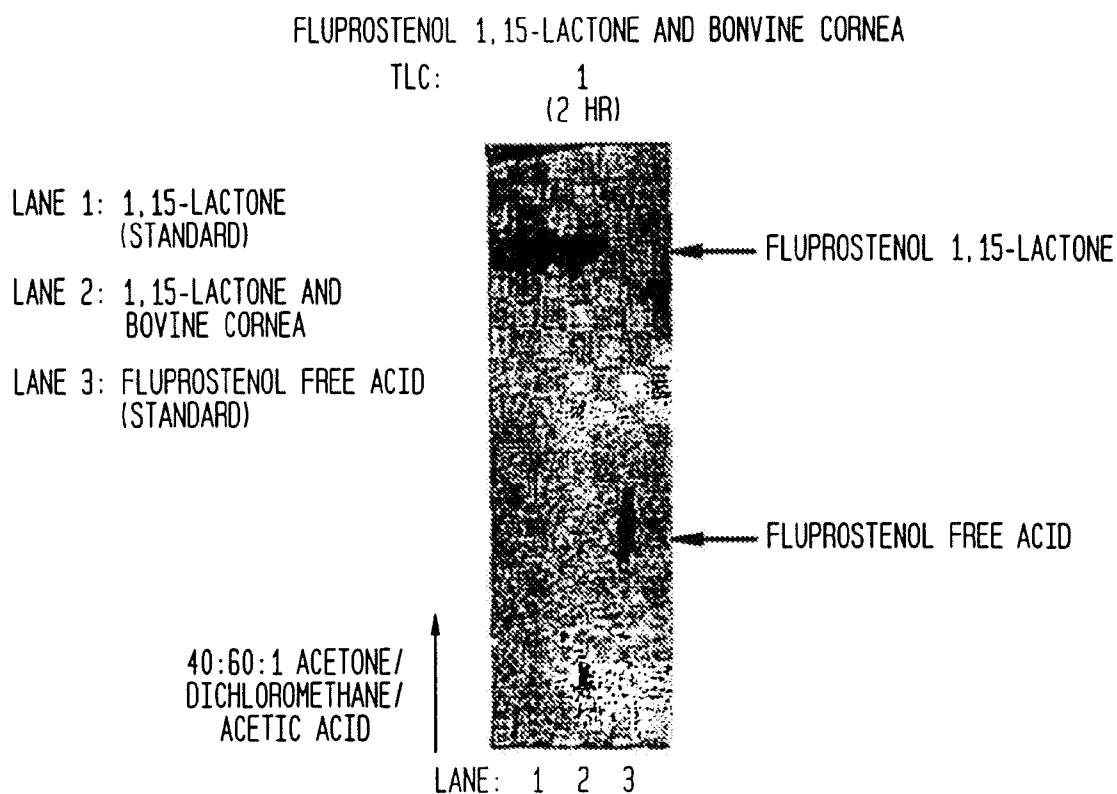 FLUPROSTENOL 1,15-LACTONE AND BONVINE CORNEA
TLC: 1
(2 HR)
LANE 1: 1,15-LACTONE
(STANDARD)
LANE 2: 1,15-LACTONE AND
BOVINE CORNEA
LANE 3: FLUPROSTENOL FREE ACID
(STANDARD)
FLUPROSTENOL 1,15-LACTONE
FLUPROSTENOL FREE ACID
40:60:1 ACETONE/
DICHLOROMETHANE/
ACETIC ACID
LANE: 1 2 3